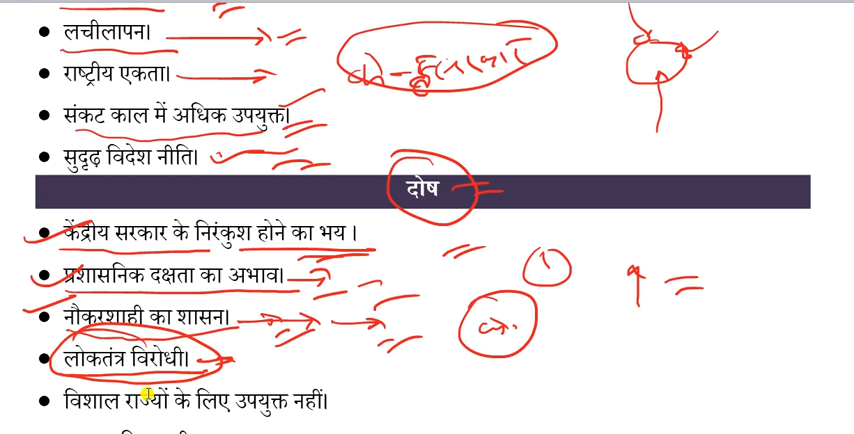 • लचीलापन।
• राष्ट्रीय एकता।
• संकट काल में अधिक उपयुक्त।
• सुदृढ़ विदेश नीति।
दोष
• केंद्रीय सरकार के निरंकुश होने का भय।
• प्रशासनिक दक्षता का अभाव।
• नौकरशाही का शासन।
• लोकतंत्र विरोधी।
• विशाल राज्यों के लिए उपयुक्त नहीं।